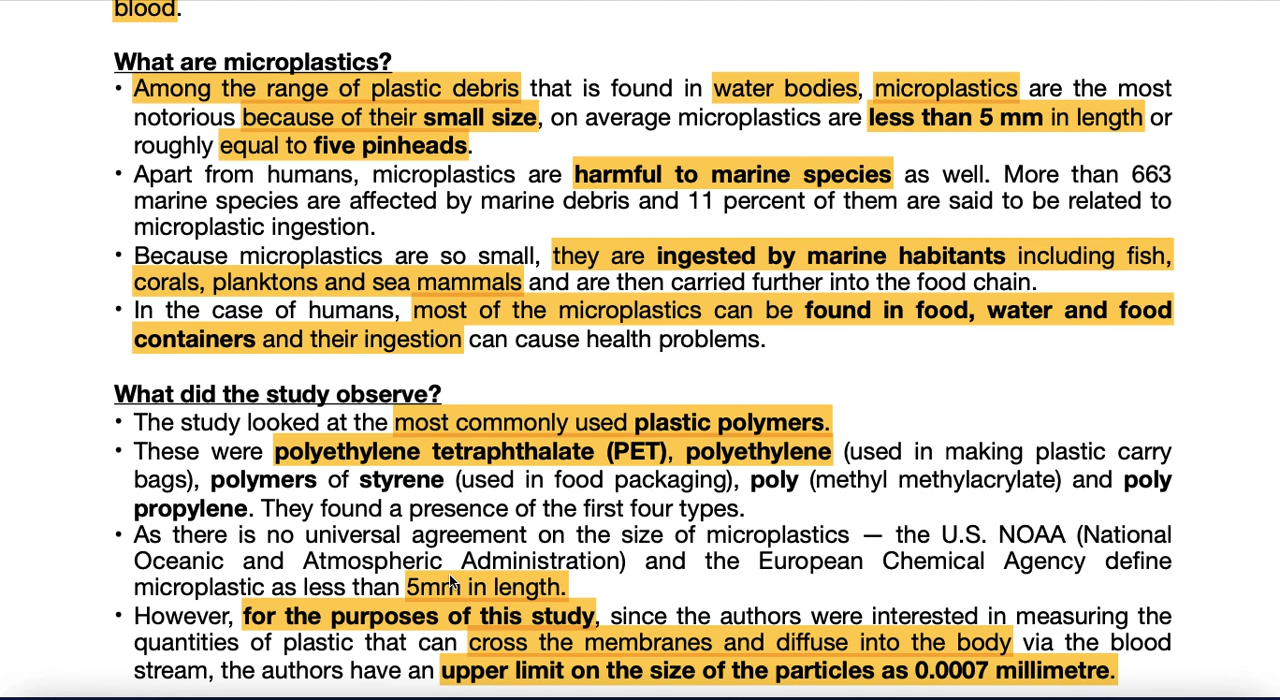 blood.
What are microplastics?
• Among the range of plastic debris that is found in water bodies, microplastics are the most
notorious because of their small size, on average microplastics are less than 5 mm in length or
roughly equal to five pinheads.
• Apart from humans, microplastics are harmful to marine species as well. More than 663
marine species are affected by marine debris and 11 percent of them are said to be related to
microplastic ingestion.
• Because microplastics are so small, they are ingested by marine habitants including fish,
corals, planktons and sea mammals and are then carried further into the food chain.
• In the case of humans, most of the microplastics can be found in food, water and food
containers and their ingestion can cause health problems.
What did the study observe?
• The study looked at the most commonly used plastic polymers.
• These were polyethylene tetraphthalate (PET), polyethylene (used in making plastic carry
bags), polymers of styrene (used in food packaging), poly (methyl methylacrylate) and poly
propylene. They found a presence of the first four types.
• As there is no universal agreement on the size of microplastics — the U.S. NOAA (National
Oceanic and Atmospheric Administration) and the European Chemical Agency define
microplastic as less than 5mm in length.
• However, for the purposes of this study, since the authors were interested in measuring the
quantities of plastic that can cross the membranes and diffuse into the body via the blood
stream, the authors have an upper limit on the size of the particles as 0.0007 millimetre.